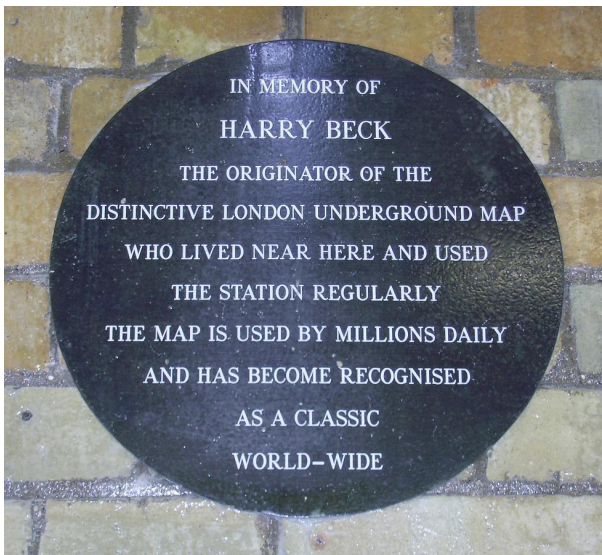 IN MEMORY OF
HARRY BECK
THE ORIGINATOR OF THE
DISTINCTIVE LONDON UNDERGROUND MAP
WHO LIVED NEAR HERE AND USED
THE STATION REGULARLY
THE MAP IS USED BY MILLIONS DAILY
AND HAS BECOME RECOGNISED
AS A CLASSIC
WORLD-WIDE